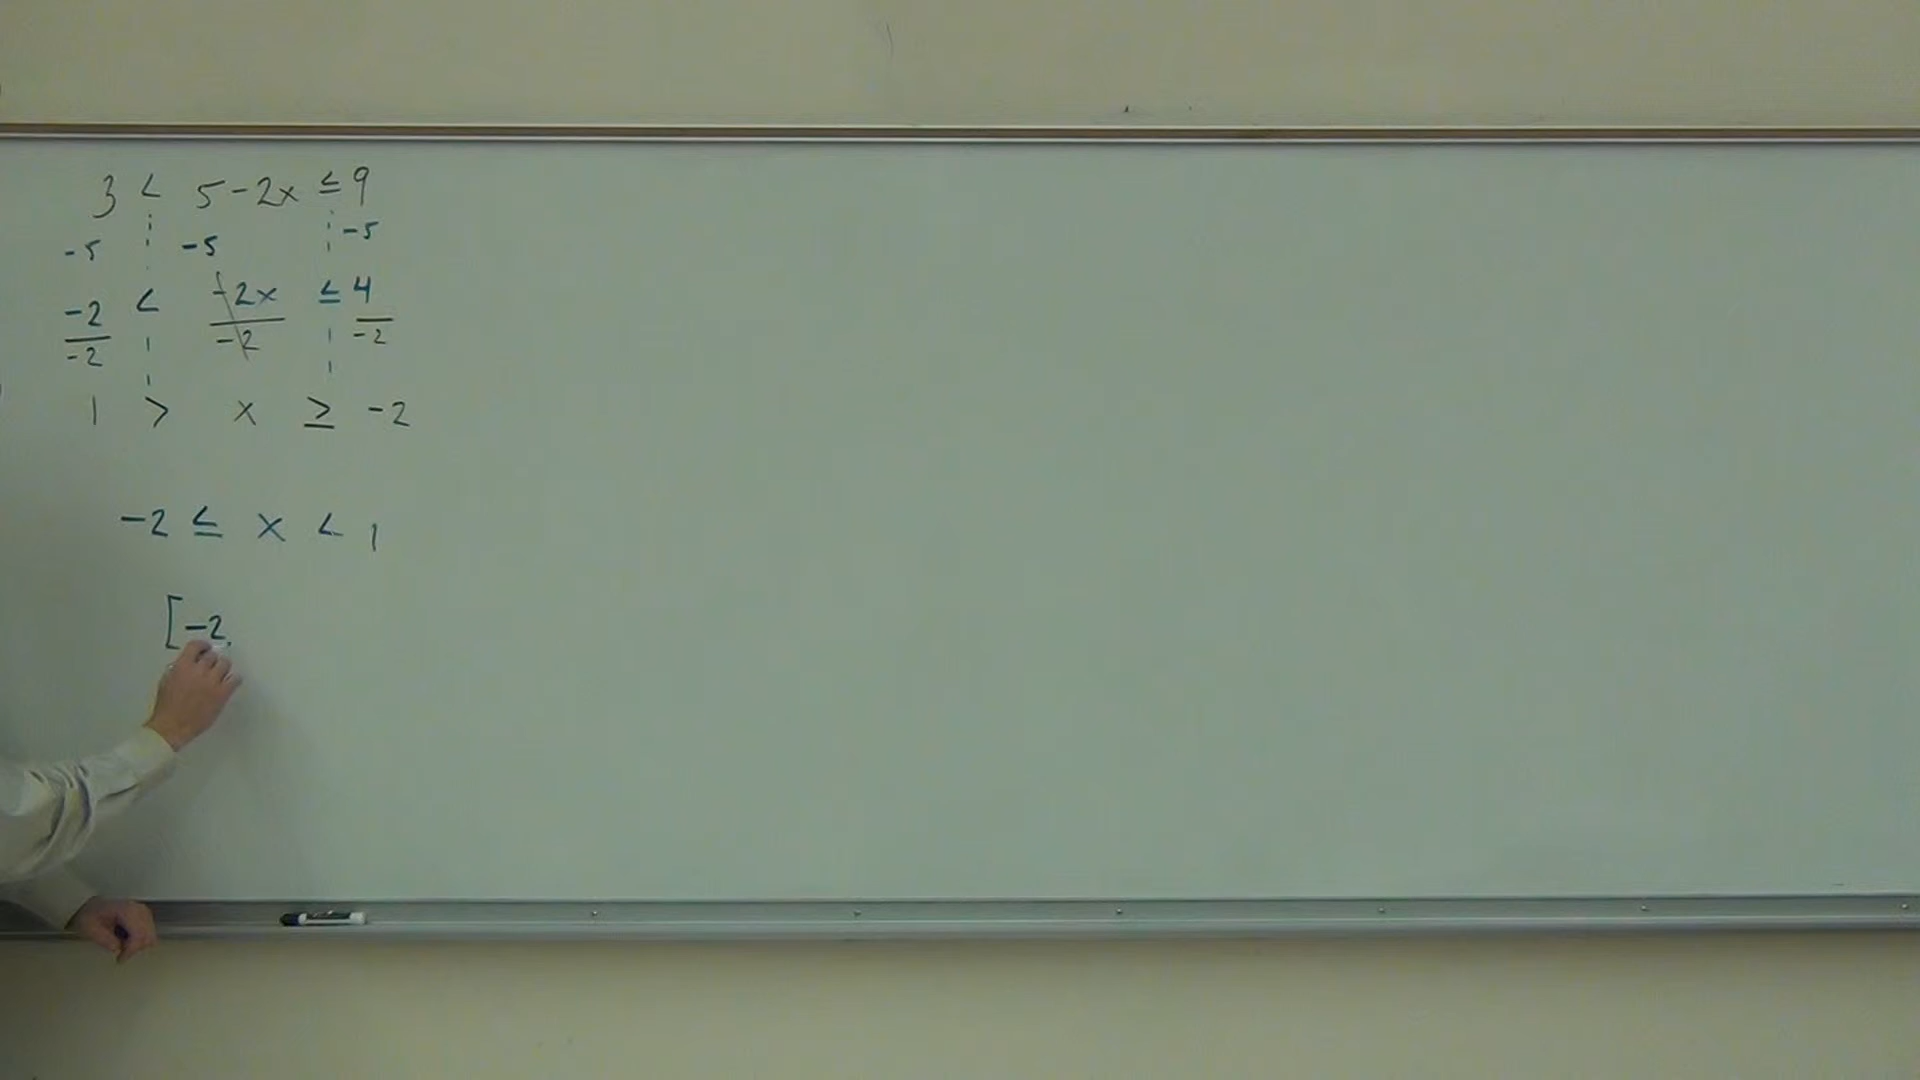 3 < 5-2x ≤ 9
-5 -5 -5
-2 < -2x ≤ 4
-2 -2 -2
1 > x ≥ -2
-2 ≤ x < 1
[-2,